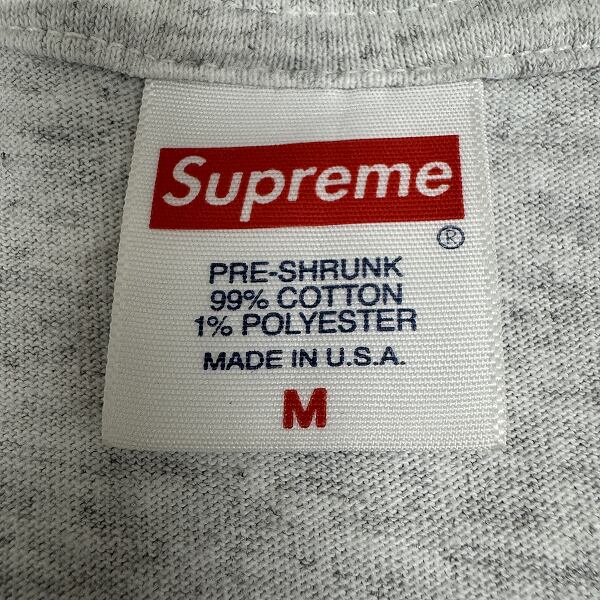 Supreme
®
PRE-SHRUNK
99% COTTON
1% POLYESTER
MADE IN U.S.A.
M